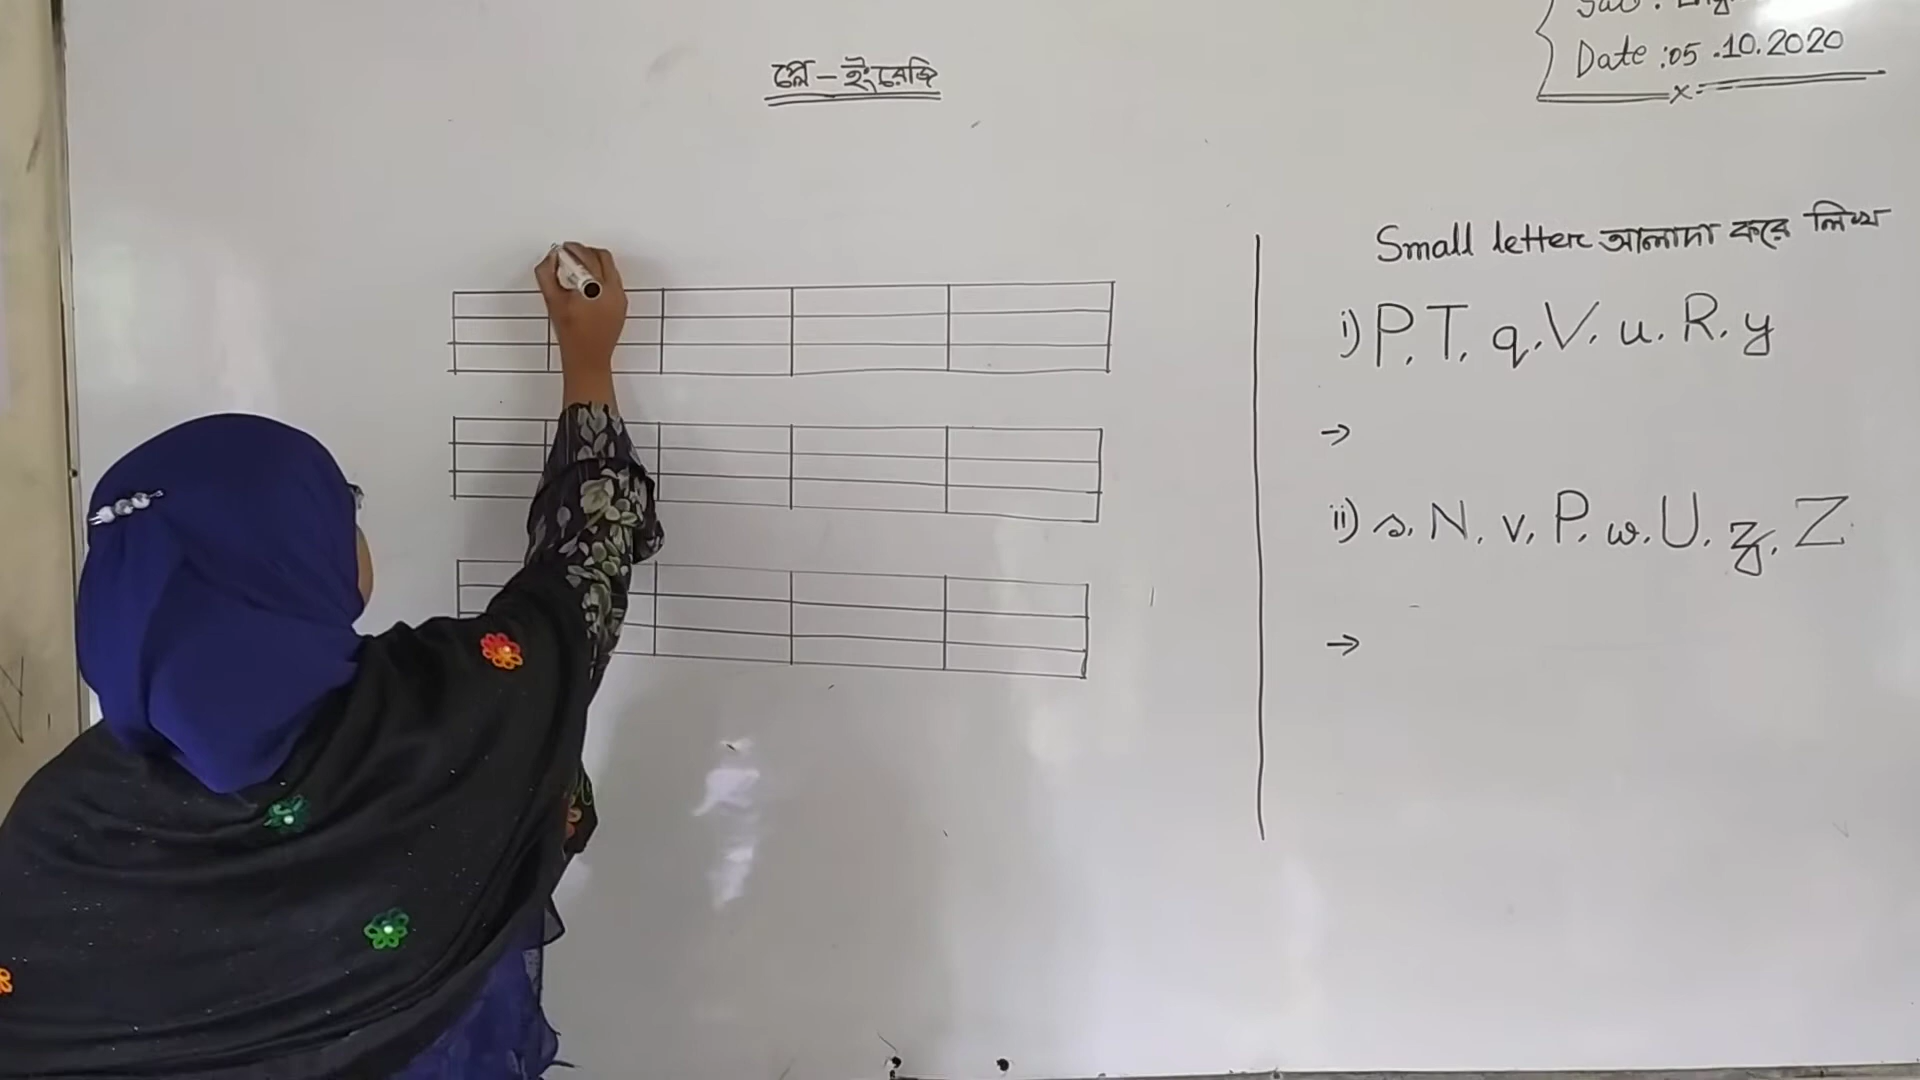 প্লে – ইংরেজি
Date : 05 .10.2020
Small letter আলাদা করে লিখ
i) P, T, q, V, u, R, y
→
ii) s, N, v, P, w, U, z, Z
→